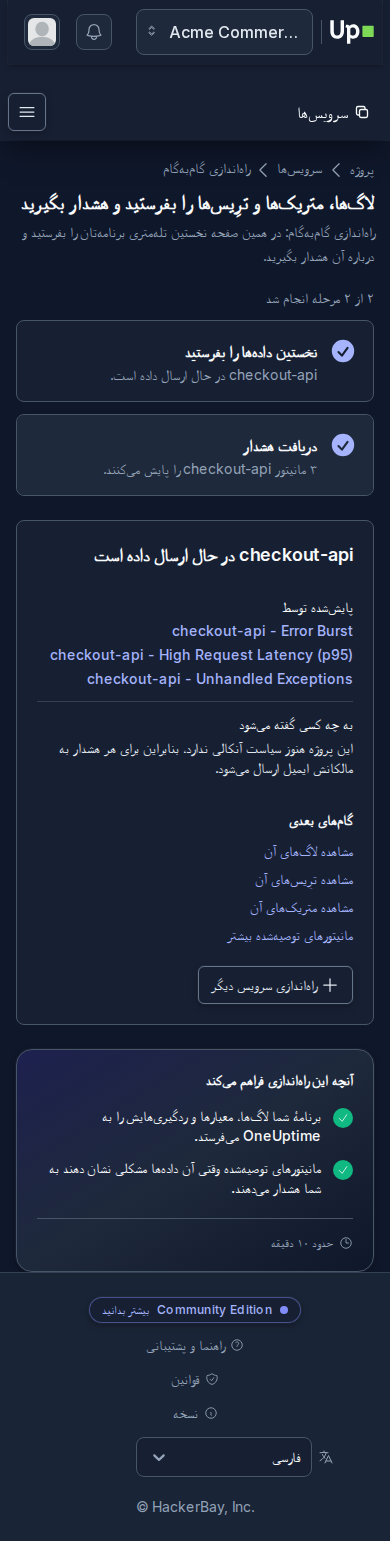 Up
Acme Commer...
سرویس‌ها
پروژه
سرویس‌ها
راه‌اندازی گام‌به‌گام
لاگ‌ها، متریک‌ها و تریس‌ها را بفرستید و هشدار بگیرید
راه‌اندازی گام‌به‌گام: در همین صفحه نخستین تله‌متری برنامه‌تان را بفرستید و
درباره آن هشدار بگیرید.
۲ از ۲ مرحله انجام شد
نخستین داده‌ها را بفرستید
checkout-api در حال ارسال داده است.
دریافت هشدار
۳ مانیتور checkout-api را پایش می‌کنند.
checkout-api در حال ارسال داده است
پایش‌شده توسط
checkout-api - Error Burst
checkout-api - High Request Latency (p95)
checkout-api - Unhandled Exceptions
به چه کسی گفته می‌شود
این پروژه هنوز سیاست آنکالی ندارد. بنابراین برای هر هشدار به
مالکانش ایمیل ارسال می‌شود.
گام‌های بعدی
مشاهده لاگ‌های آن
مشاهده تریس‌های آن
مشاهده متریک‌های آن
مانیتورهای توصیه‌شده بیشتر
راه‌اندازی سرویس دیگر
آنچه این راه‌اندازی فراهم می‌کند
برنامهٔ شما لاگ‌ها، معیارها و ردگیری‌هایش را به
OneUptime می‌فرستد.
مانیتورهای توصیه‌شده وقتی آن داده‌ها مشکلی نشان دهند به
شما هشدار می‌دهند.
حدود ۱۰ دقیقه
Community Edition بیشتر بدانید
راهنما و پشتیبانی
قوانین
نسخه
فارسی
© HackerBay, Inc.